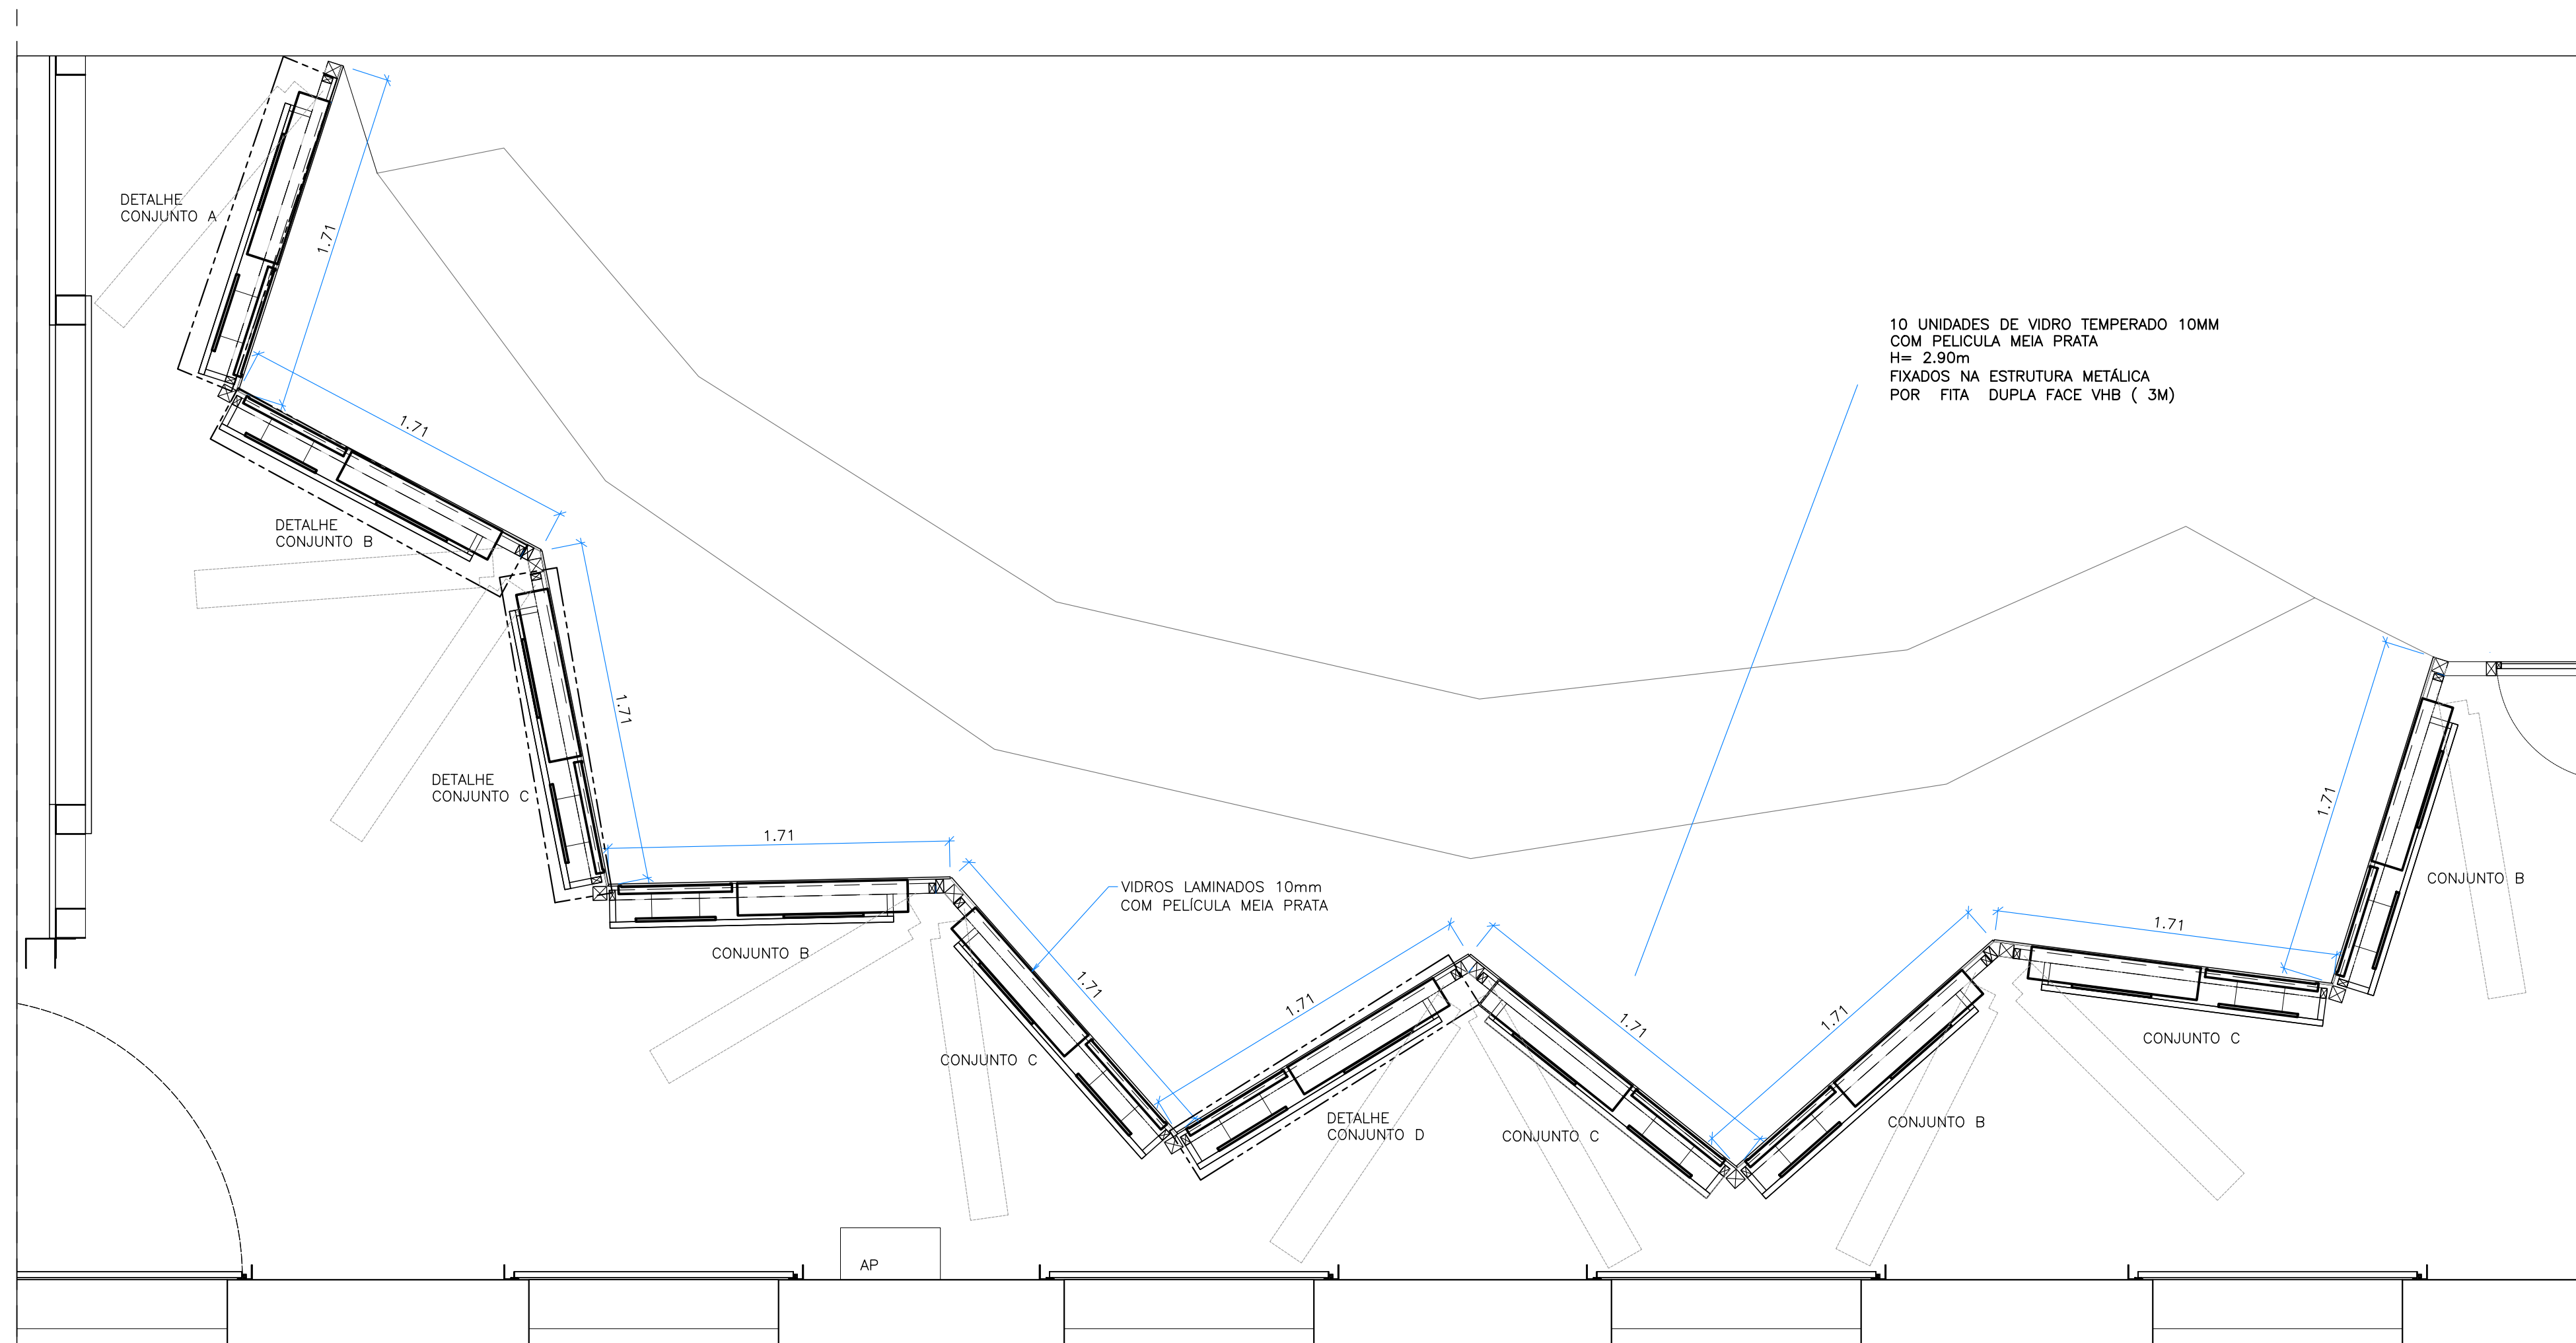 DETALHE
CONJUNTO A
1.71
10 UNIDADES DE VIDRO TEMPERADO 10MM
COM PELICULA MEIA PRATA
H= 2.90m
FIXADOS NA ESTRUTURA METÁLICA
POR FITA DUPLA FACE VHB ( 3M)
1.71
DETALHE
CONJUNTO B
1.71
DETALHE
CONJUNTO C
1.71
CONJUNTO B
VIDROS LAMINADOS 10mm
COM PELÍCULA MEIA PRATA
1.71
CONJUNTO C
1.71
DETALHE
CONJUNTO D
1.71
CONJUNTO C
1.71
CONJUNTO B
1.71
CONJUNTO C
1.71
CONJUNTO B
AP